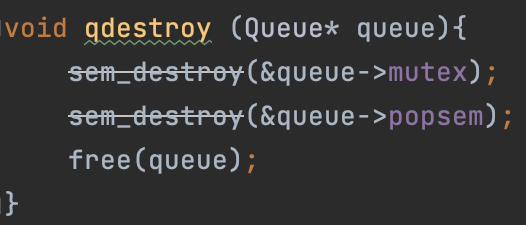 void qdestroy (Queue* queue){
sem_destroy(&queue->mutex);
sem_destroy(&queue->popsem);
free(queue);
}